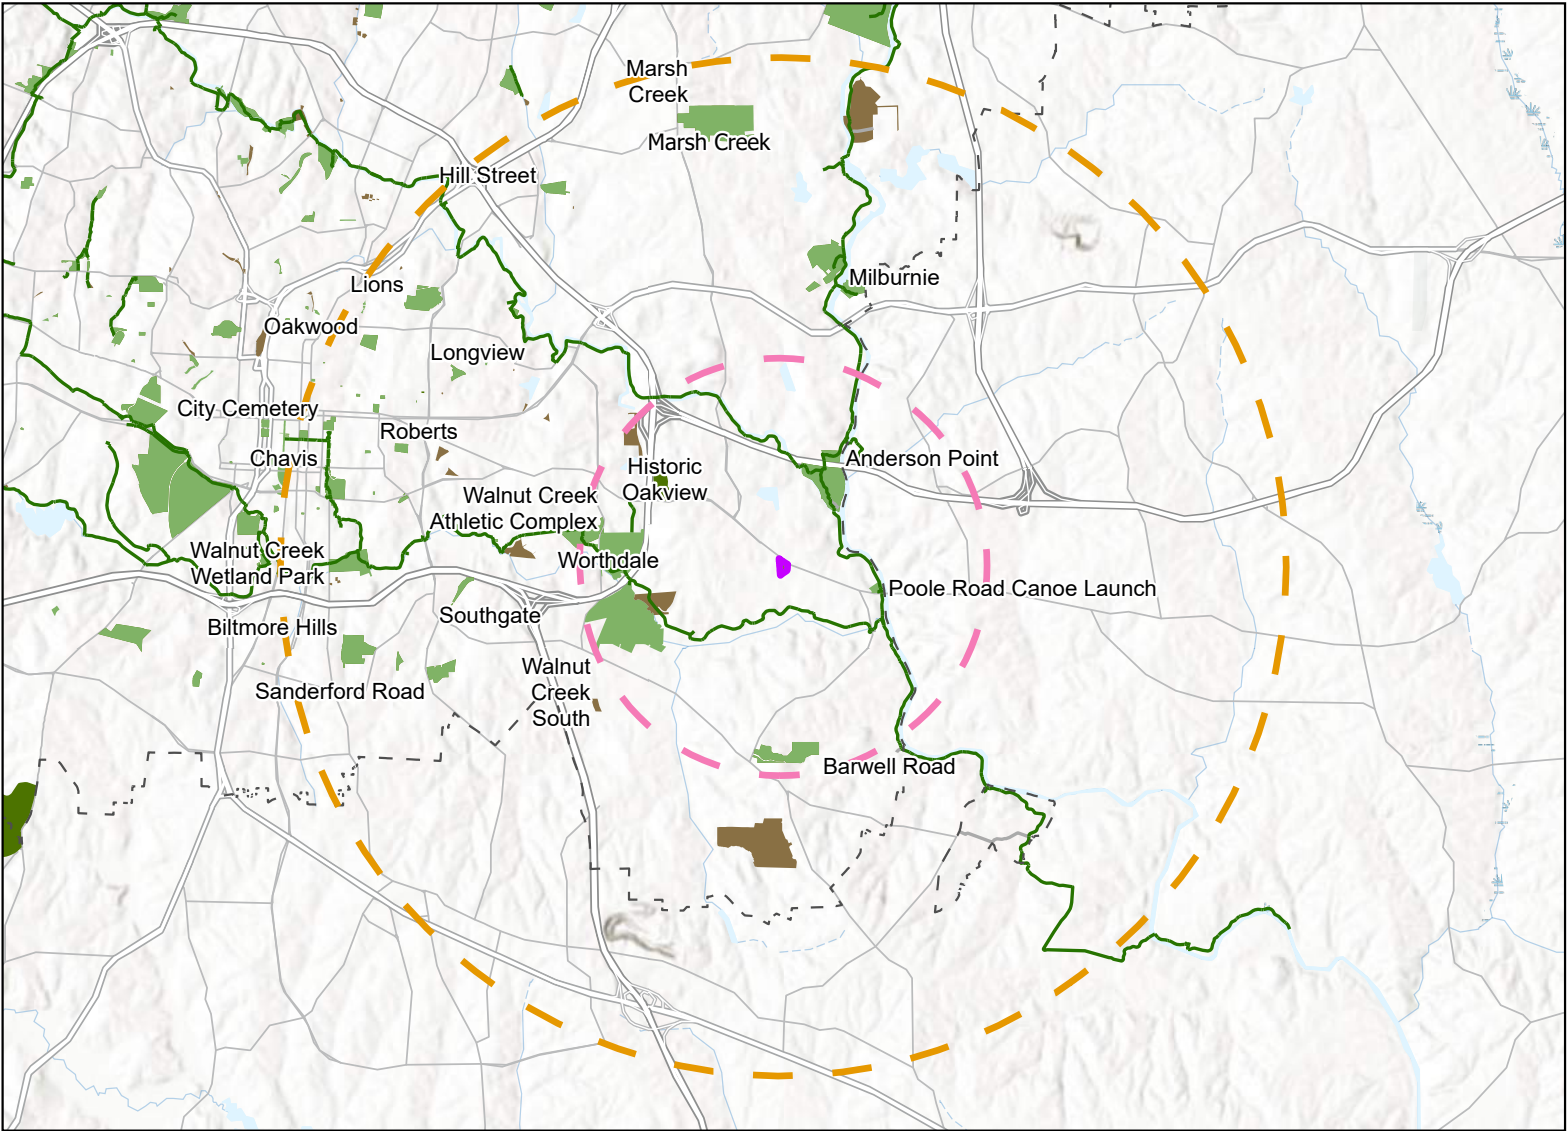 Marsh
Creek
Marsh Creek
Hill Street
Milburnie
Lions
Oakwood
Longview
City Cemetery
Roberts
Chavis
Anderson Point
Historic
Oakview
Walnut Creek
Athletic Complex
Walnut Creek
Wetland Park
Worthdale
Poole Road Canoe Launch
Southgate
Biltmore Hills
Walnut
Creek
South
Sanderford Road
Barwell Road